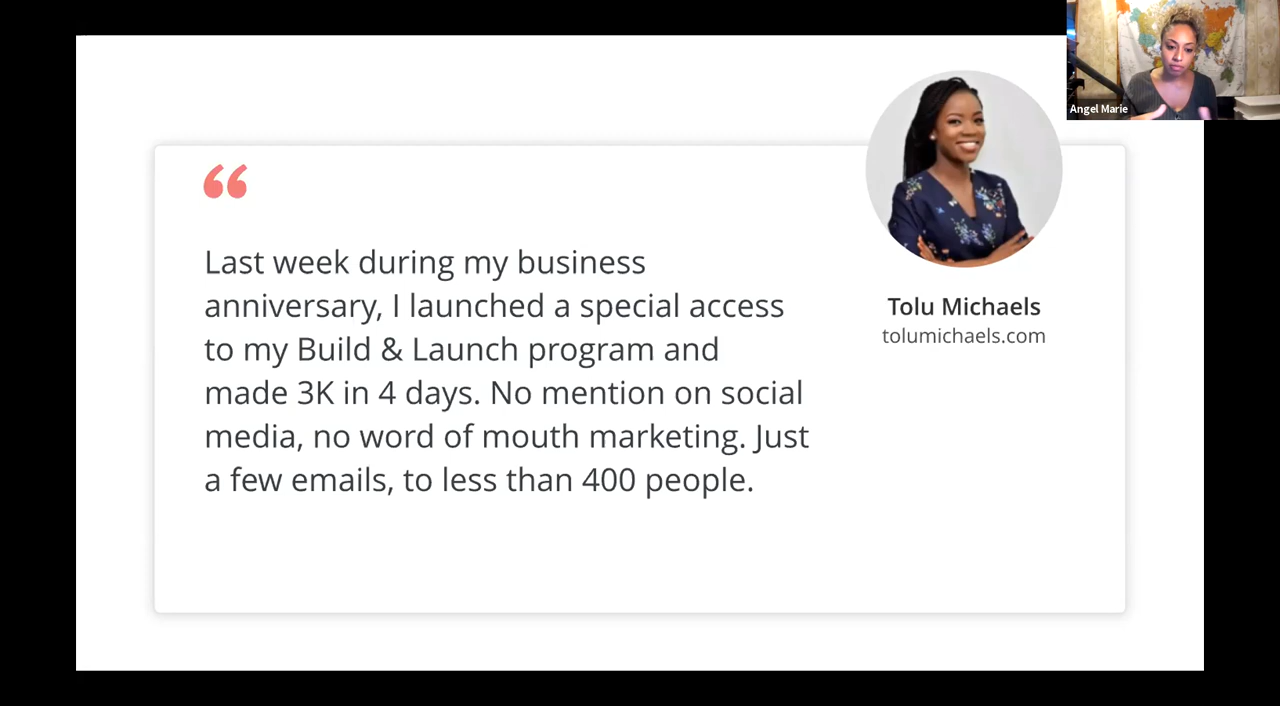 Angel Marie
“
Last week during my business
anniversary, I launched a special access
to my Build & Launch program and
made 3K in 4 days. No mention on social
media, no word of mouth marketing. Just
a few emails, to less than 400 people.
Tolu Michaels
tolumichaels.com